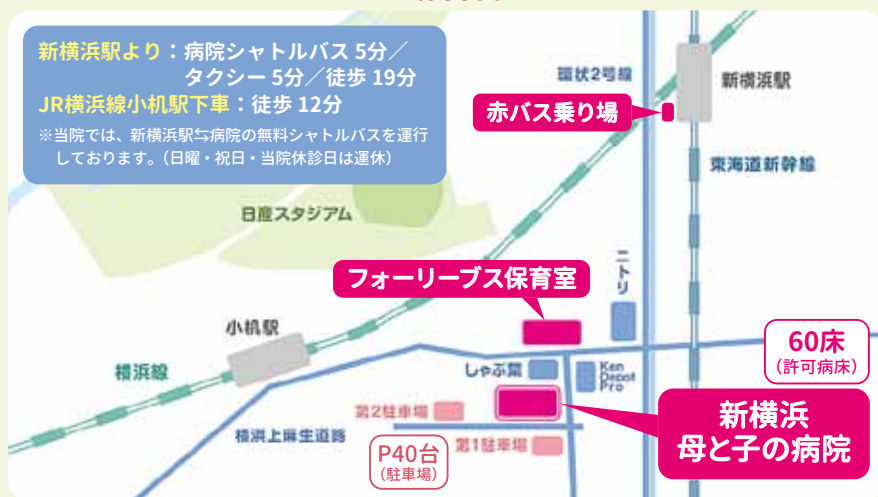 新横浜駅より：病院シャトルバス 5分／
タクシー 5分／徒歩 19分
JR横浜線小机駅下車：徒歩 12分
※当院では、新横浜駅⇆病院の無料シャトルバスを運行
しております。（日曜・祝日・当院休診日は運休）
環状2号線
新横浜駅
赤バス乗り場
東海道新幹線
日産スタジアム
ニトリ
フォーリーブス保育室
小机駅
60床
（許可病床）
横浜線
しゃぶ葉
Ken
Depot
Pro
第2駐車場
新横浜
母と子の病院
横浜上麻生道路
P40台
（駐車場）
第1駐車場